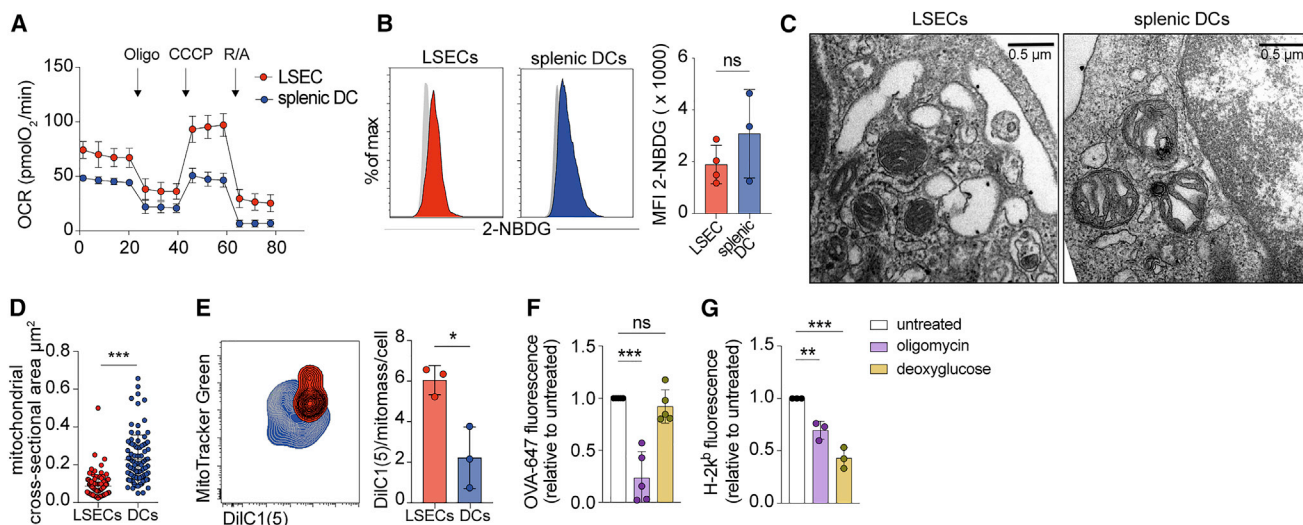 A
Oligo CCCP R/A
OCR (pmolO2/min)
150
100
50
0
0 20 40 60 80
LSEC
splenic DC
B
LSECs
splenic DCs
% of max
2-NBDG
MFI 2-NBDG ( x 1000)
6
4
2
0
ns
LSEC
splenic
DC
C
LSECs
splenic DCs
0.5 µm
0.5 µm
D
mitochondrial
cross-sectional area µm²
0.8
0.6
0.4
0.2
0.0
***
LSECs DCs
E
MitoTracker Green
DilC1(5)
DilC1(5)/mitomass/cell
8
6
4
2
0
*
LSECs DCs
F
OVA-647 fluorescence
(relative to untreated)
1.5
1.0
0.5
0.0
ns
***
G
H-2Kᵇ fluorescence
(relative to untreated)
1.5
1.0
0.5
0.0
***
**
untreated
oligomycin
deoxyglucose